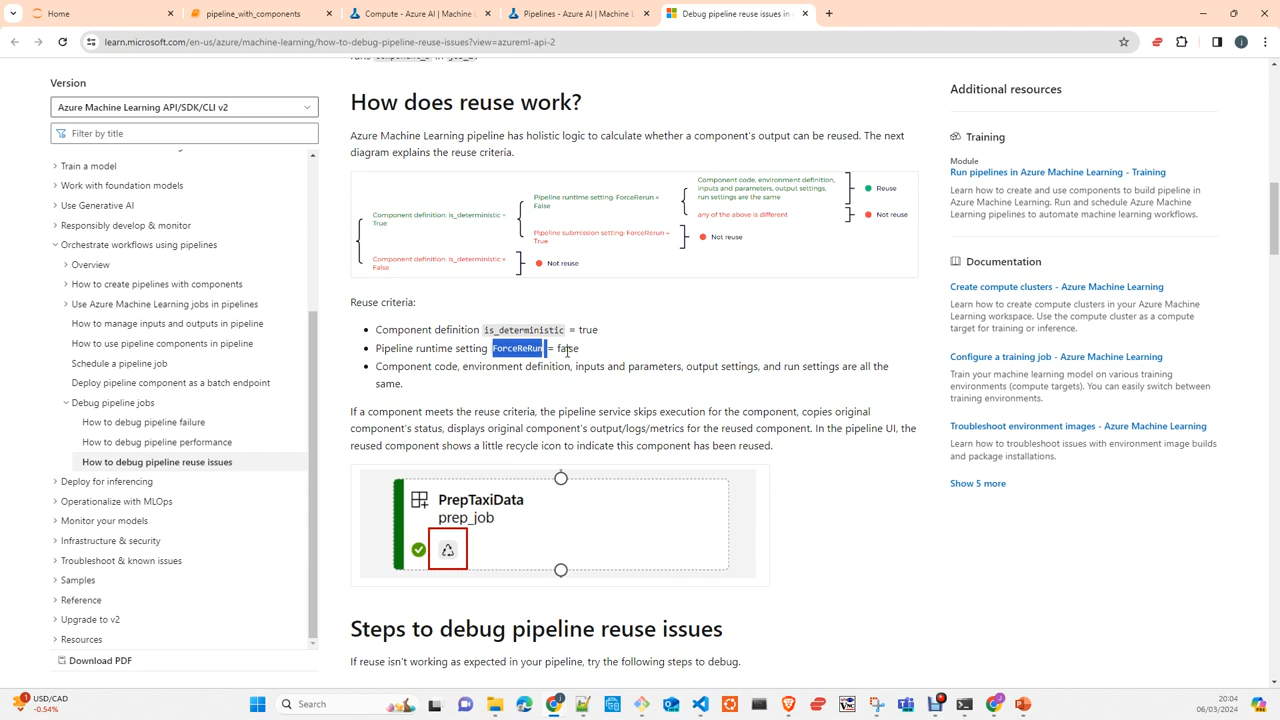 Home
pipeline_with_components
Compute - Azure AI | Machine L
Pipelines - Azure AI | Machine L
Debug pipeline reuse issues in
learn.microsoft.com/en-us/azure/machine-learning/how-to-debug-pipeline-reuse-issues?view=azureml-api-2
Version
Azure Machine Learning API/SDK/CLI v2
Filter by title
Train a model
Work with foundation models
Use Generative AI
Responsibly develop & monitor
Orchestrate workflows using pipelines
Overview
How to create pipelines with components
Use Azure Machine Learning jobs in pipelines
How to manage inputs and outputs in pipeline
How to use pipeline components in pipeline
Schedule a pipeline job
Deploy pipeline component as a batch endpoint
Debug pipeline jobs
How to debug pipeline failure
How to debug pipeline performance
How to debug pipeline reuse issues
Deploy for inferencing
Operationalize with MLOps
Monitor your models
Infrastructure & security
Troubleshoot & known issues
Samples
Reference
Upgrade to v2
Resources
Download PDF
How does reuse work?
Azure Machine Learning pipeline has holistic logic to calculate whether a component's output can be reused. The next
diagram explains the reuse criteria.
Component definition: is_deterministic =
True
Component definition: is_deterministic =
False
Pipeline runtime setting: ForceRerun =
False
Pipeline submission setting: ForceRerun =
True
Not reuse
Component code, environment definition,
inputs and parameters, output settings,
run settings are the same
any of the above is different
Reuse
Not reuse
Not reuse
Reuse criteria:
Component definition is_deterministic = true
Pipeline runtime setting ForceReRun = false
Component code, environment definition, inputs and parameters, output settings, and run settings are all the
same.
If a component meets the reuse criteria, the pipeline service skips execution for the component, copies original
component's status, displays original component's output/logs/metrics for the reused component. In the pipeline UI, the
reused component shows a little recycle icon to indicate this component has been reused.
PrepTaxiData
prep_job
Steps to debug pipeline reuse issues
If reuse isn't working as expected in your pipeline, try the following steps to debug.
Additional resources
Training
Module
Run pipelines in Azure Machine Learning - Training
Learn how to create and use components to build pipeline in
Azure Machine Learning. Run and schedule Azure Machine
Learning pipelines to automate machine learning workflows.
Documentation
Create compute clusters - Azure Machine Learning
Learn how to create compute clusters in your Azure Machine
Learning workspace. Use the compute cluster as a compute
target for training or inference.
Configure a training job - Azure Machine Learning
Train your machine learning model on various training
environments (compute targets). You can easily switch between
training environments.
Troubleshoot environment images - Azure Machine Learning
Learn how to troubleshoot issues with environment image builds
and package installations.
Show 5 more
USD/CAD
-0.54%
Search
20:04
06/03/2024